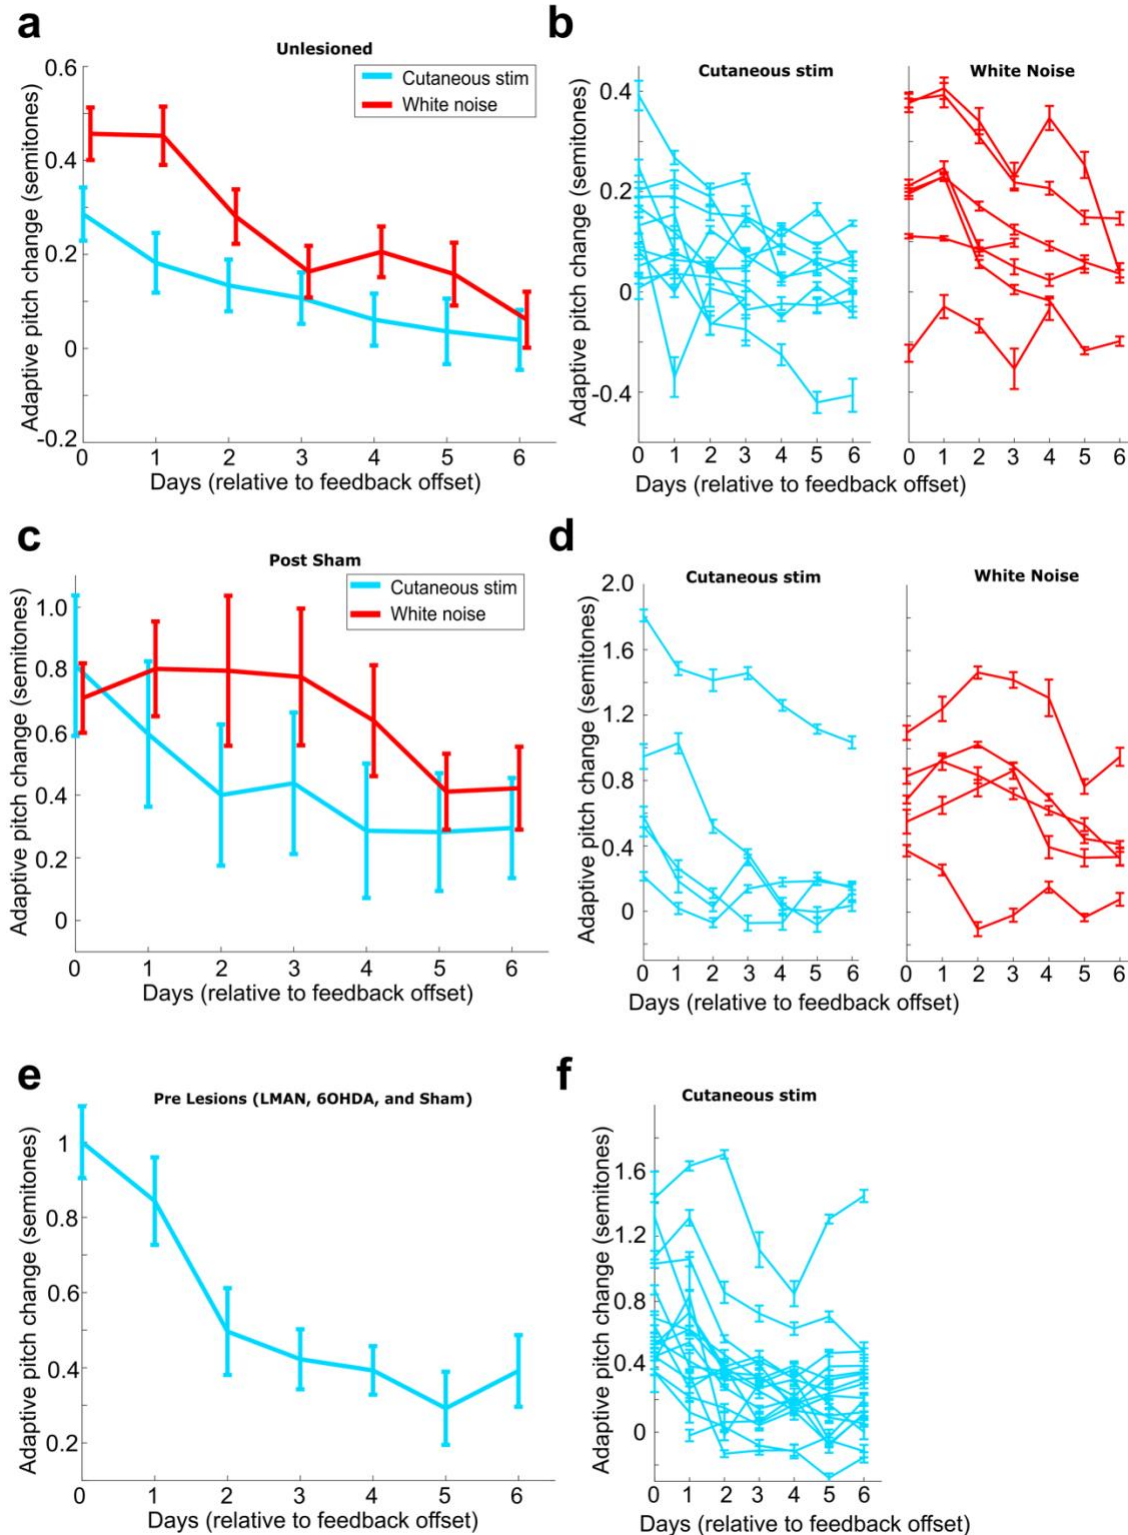 a
Unlesioned
Cutaneous stim
White noise
Adaptive pitch change (semitones)
0.6
0.4
0.2
0
-0.2
0 1 2 3 4 5 6
Days (relative to feedback offset)
b
Cutaneous stim
White Noise
Adaptive pitch change (semitones)
0.4
0.2
0
-0.4
0 1 2 3 4 5 6
0 1 2 3 4 5 6
Days (relative to feedback offset)
c
Post Sham
Cutaneous stim
White noise
Adaptive pitch change (semitones)
1.0
0.8
0.6
0.4
0.2
0
0 1 2 3 4 5 6
Days (relative to feedback offset)
d
Cutaneous stim
White Noise
Adaptive pitch change (semitones)
2.0
1.6
1.2
0.8
0.4
0
0 1 2 3 4 5 6
0 1 2 3 4 5 6
Days (relative to feedback offset)
e
Pre Lesions (LMAN, 6OHDA, and Sham)
Adaptive pitch change (semitones)
1
0.8
0.6
0.4
0.2
0 1 2 3 4 5 6
Days (relative to feedback offset)
f
Cutaneous stim
Adaptive pitch change (semitones)
1.6
1.2
0.8
0.4
0
0 1 2 3 4 5 6
Days (relative to feedback offset)